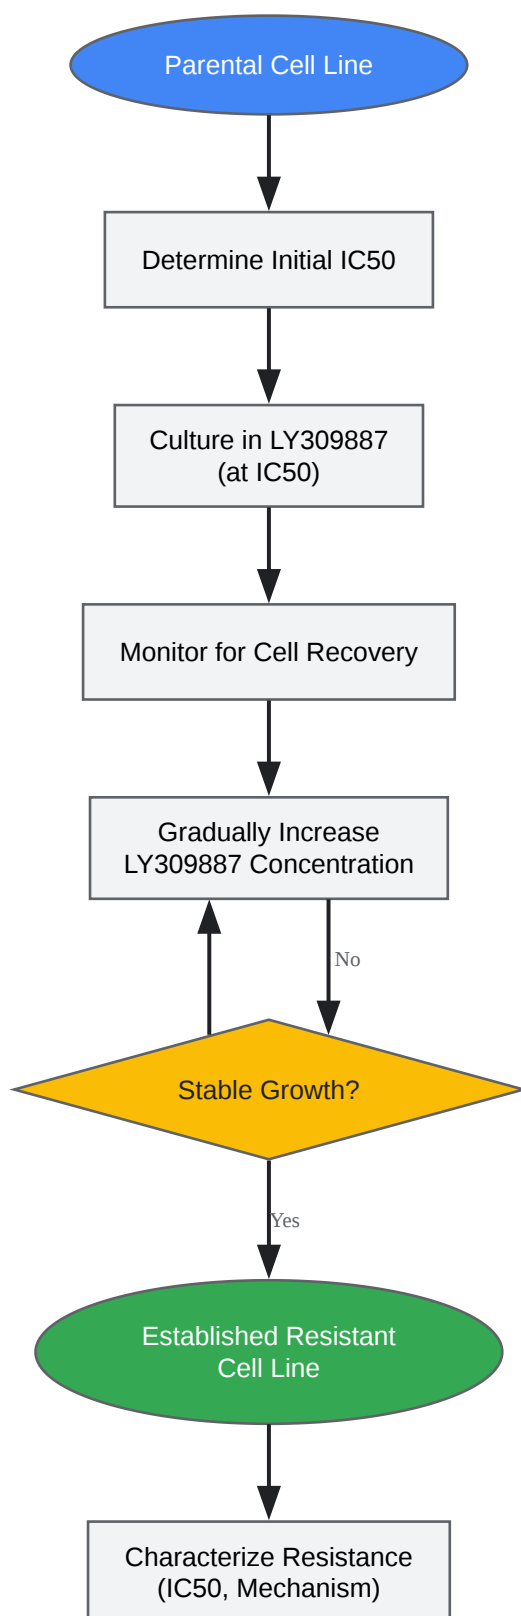 Parental Cell Line
Determine Initial IC50
Culture in LY309887
(at IC50)
Monitor for Cell Recovery
Gradually Increase
LY309887 Concentration
No
Stable Growth?
Yes
Established Resistant
Cell Line
Characterize Resistance
(IC50, Mechanism)